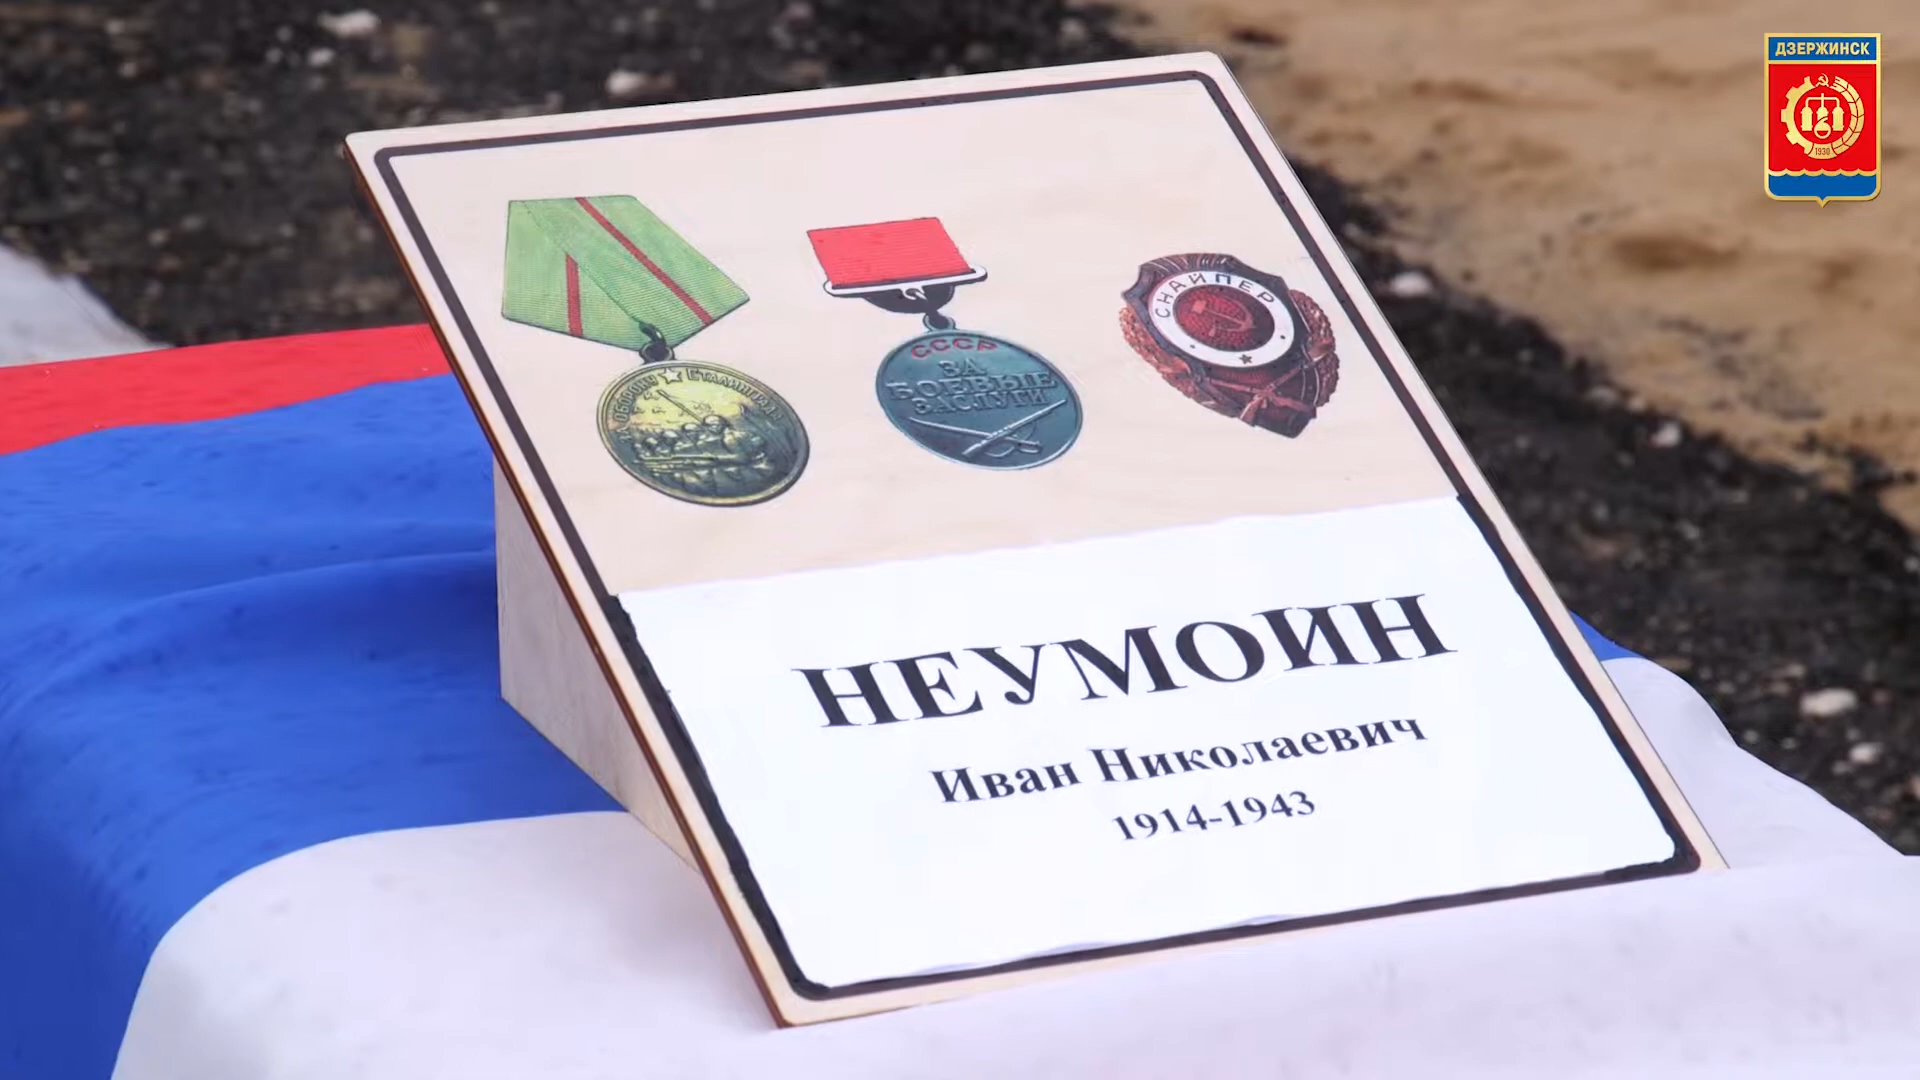 ДЗЕРЖИНСК
1930
ЗА ОБОРОНУ СТАЛИНГРАДА
СССР
ЗА
БОЕВЫЕ
ЗАСЛУГИ
СНАЙПЕР
НЕУМОИН
Иван Николаевич
1914-1943